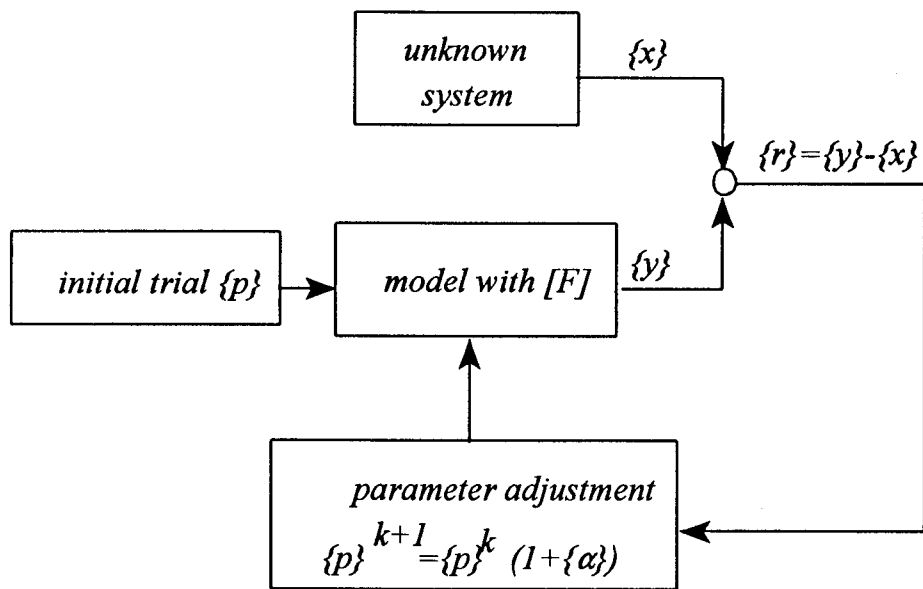 unknown
system
{x}
{r}={y}-{x}
initial trial {p}
model with [F]
{y}
parameter adjustment
{p}^{k+1}={p}^k (1+{α})